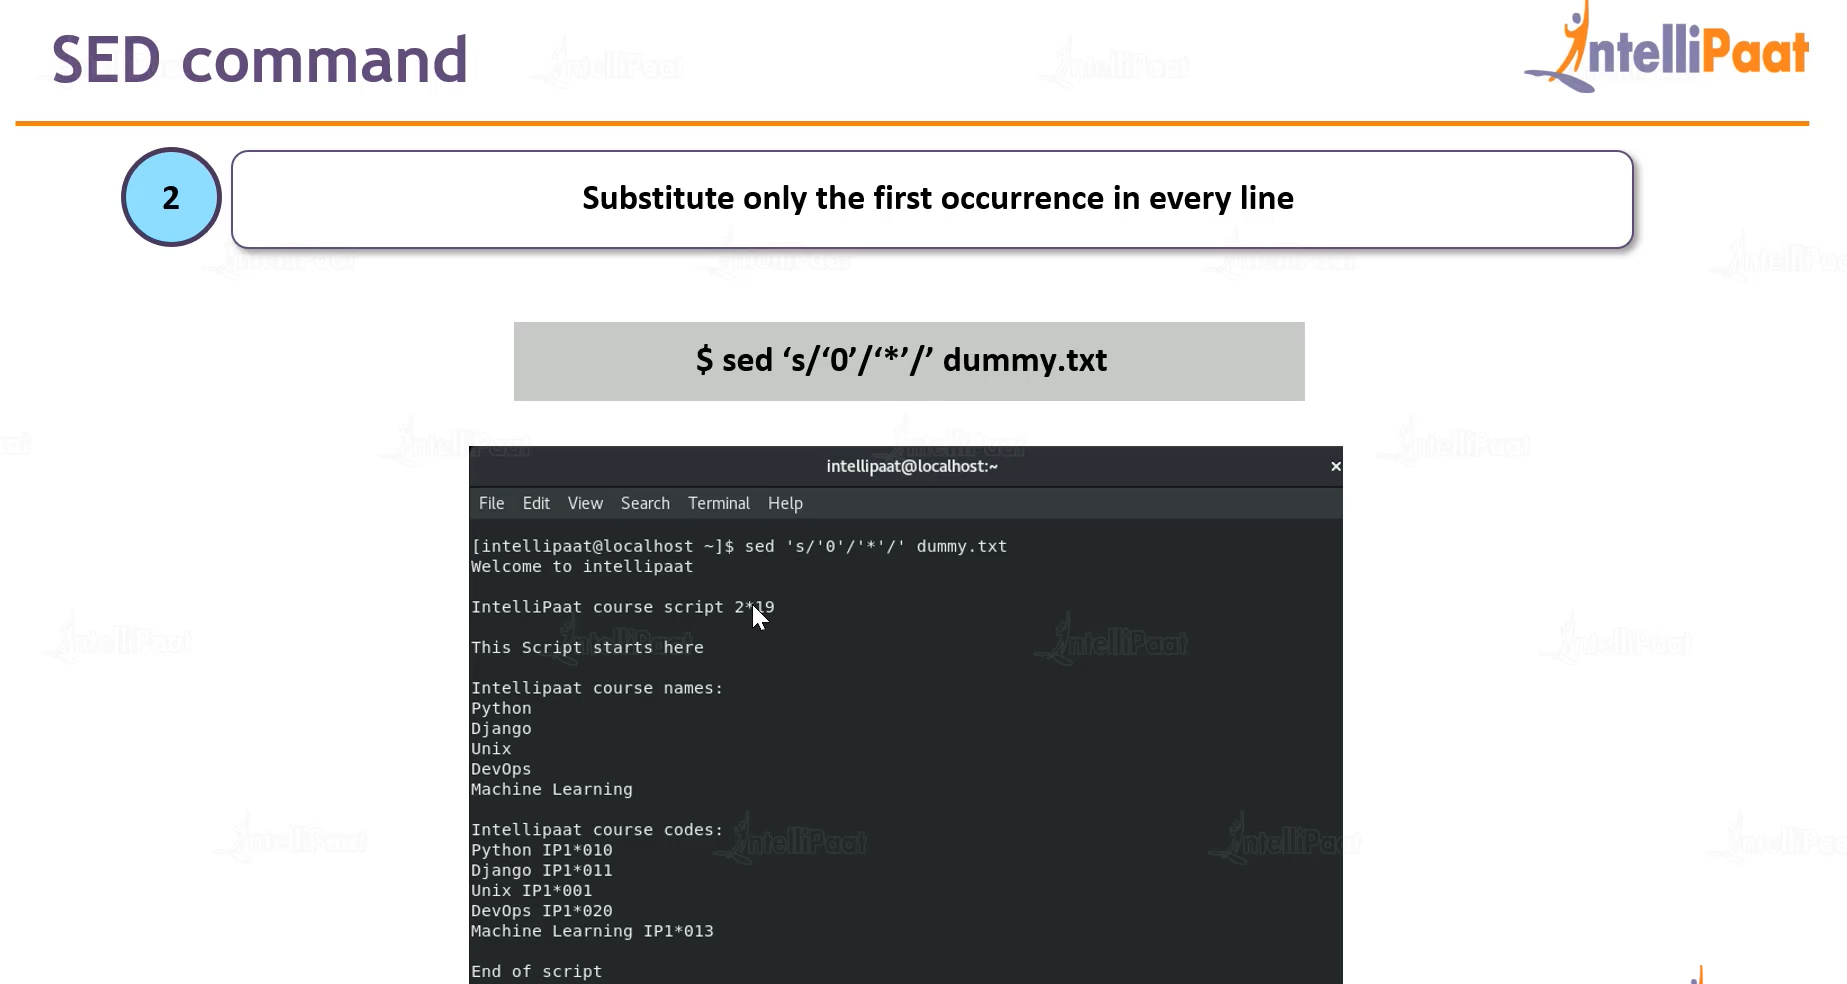 SED command
IntelliPaat
2
Substitute only the first occurrence in every line
$ sed ‘s/‘0’/‘*’/’ dummy.txt
intellipaat@localhost:~ ×
File Edit View Search Terminal Help
[intellipaat@localhost ~]$ sed 's/'0'/'*'/' dummy.txt
Welcome to intellipaat
IntelliPaat course script 2*19
This Script starts here
Intellipaat course names:
Python
Django
Unix
DevOps
Machine Learning
Intellipaat course codes:
Python IP1*010
Django IP1*011
Unix IP1*001
DevOps IP1*020
Machine Learning IP1*013
End of script